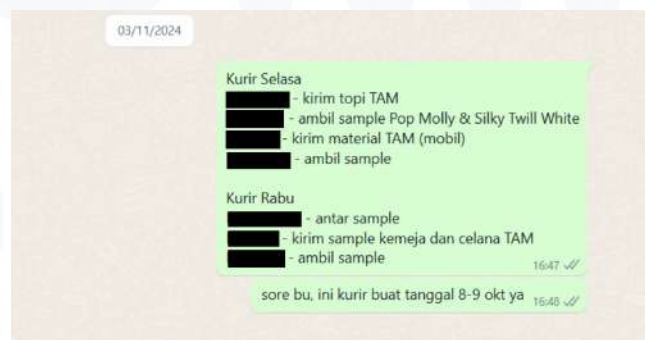 03/11/2024
Kurir Selasa
- kirim topi TAM
- ambil sample Pop Molly & Silky Twill White
- kirim material TAM (mobil)
- ambil sample
Kurir Rabu
- antar sample
- kirim sample kemeja dan celana TAM
- ambil sample
16:47
sore bu, ini kurir buat tanggal 8-9 okt ya 16:48